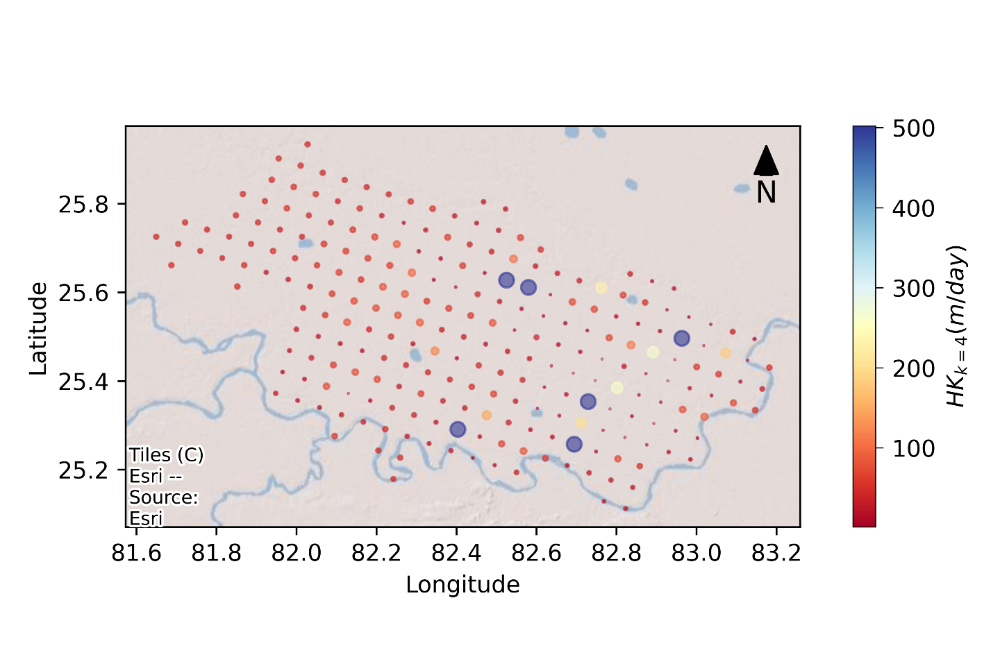 N
25.8
25.6
25.4
25.2
Latitude
Tiles (C)
Esri --
Source:
Esri
81.6 81.8 82.0 82.2 82.4 82.6 82.8 83.0 83.2
Longitude
500
400
300
200
100
HK_{k=4}(m/day)